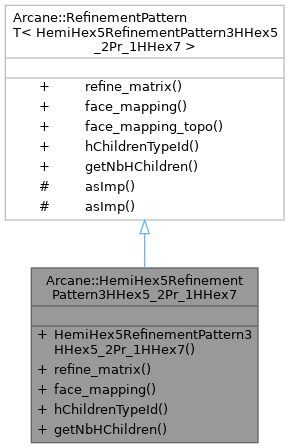 Arcane::RefinementPattern
T< HemiHex5RefinementPattern3HHex5
_2Pr_1HHex7 >
+ refine_matrix()
+ face_mapping()
+ face_mapping_topo()
+ hChildrenTypeId()
+ getNbHChildren()
# asImp()
# asImp()
Arcane::HemiHex5Refinement
Pattern3HHex5_2Pr_1HHex7
+ HemiHex5RefinementPattern3
HHex5_2Pr_1HHex7()
+ refine_matrix()
+ face_mapping()
+ hChildrenTypeId()
+ getNbHChildren()